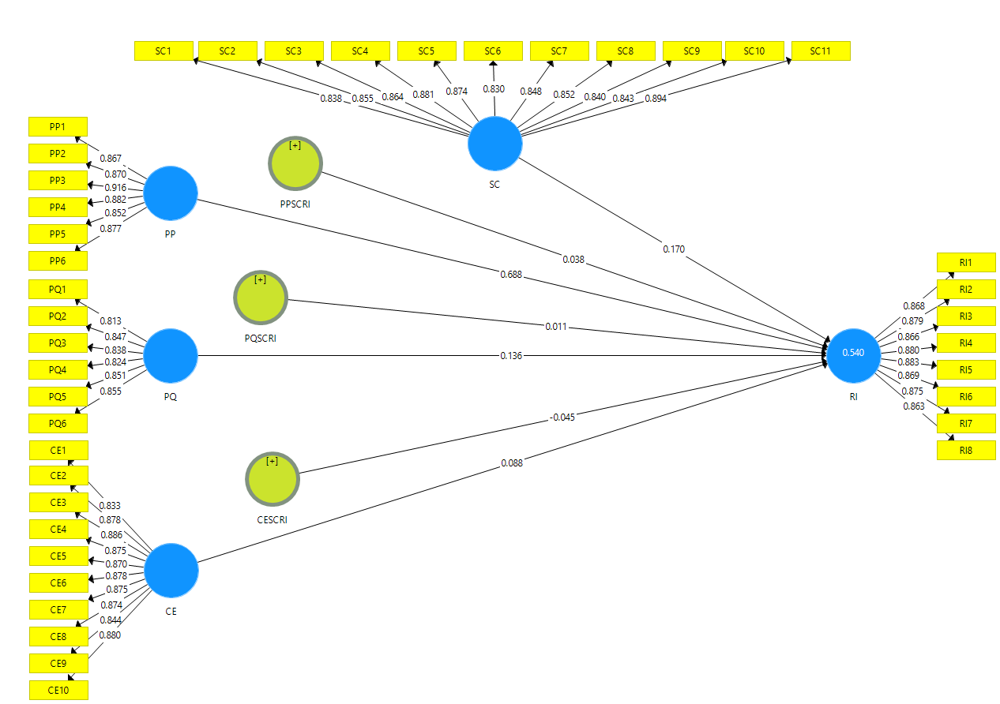 SC1 SC2 SC3 SC4 SC5 SC6 SC7 SC8 SC9 SC10 SC11
0.838 0.855 0.864 0.881 0.874 0.830 0.848 0.852 0.840 0.843 0.894
SC
PP1
PP2
PP3
PP4
PP5
PP6
0.867
0.870
0.916
0.882
0.852
0.877
PP
[+]
PPSCRI
PQ1
PQ2
PQ3
PQ4
PQ5
PQ6
0.813
0.847
0.838
0.824
0.851
0.855
PQ
[+]
PQSCRI
CE1
CE2
CE3
CE4
CE5
CE6
CE7
CE8
CE9
CE10
0.833
0.878
0.886
0.875
0.870
0.878
0.875
0.874
0.844
0.880
CE
[+]
CESCRI
0.170
0.038
0.688
0.011
0.136
-0.045
0.088
0.540
RI
0.868
0.879
0.866
0.880
0.883
0.869
0.875
0.863
RI1
RI2
RI3
RI4
RI5
RI6
RI7
RI8